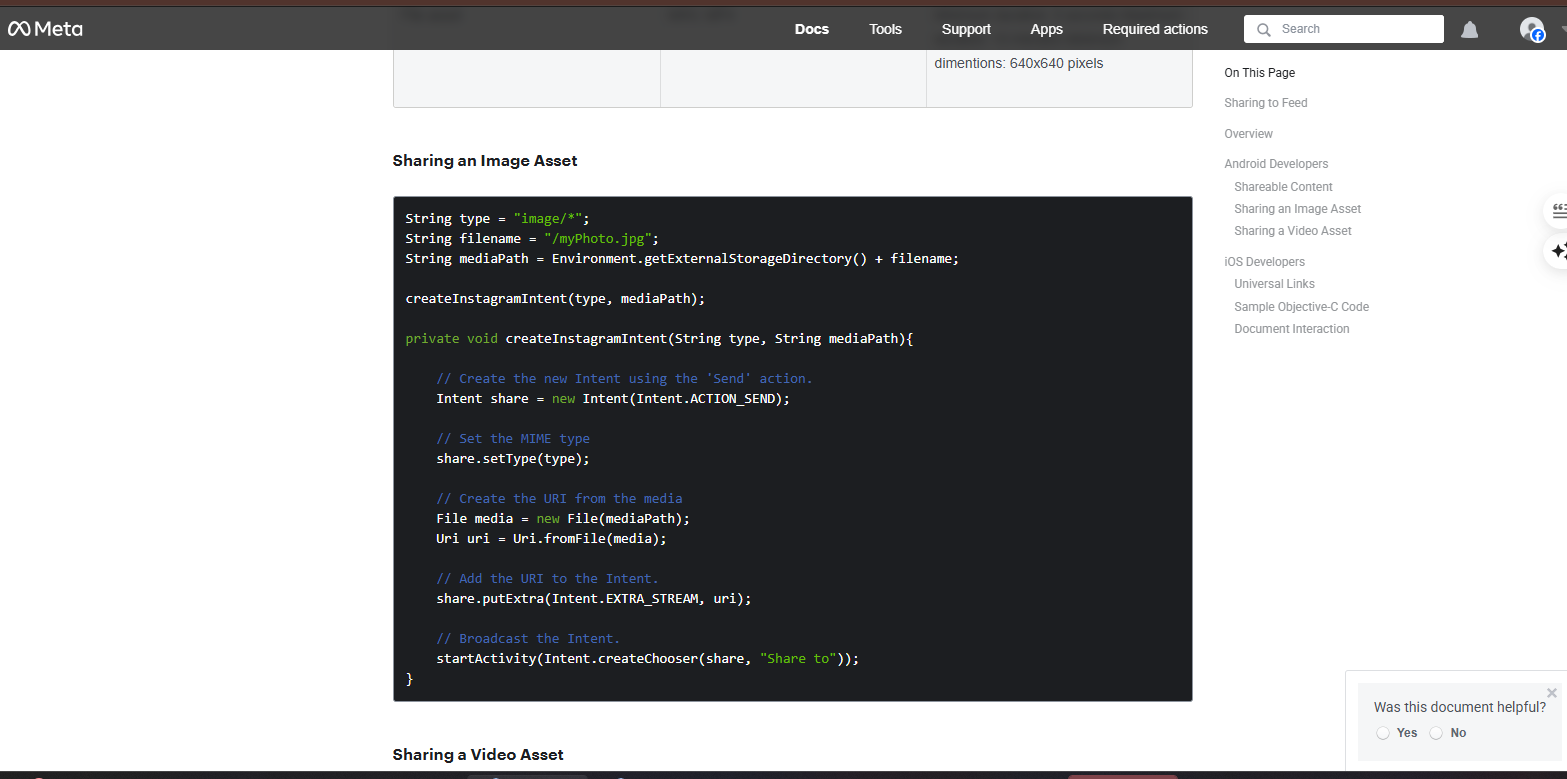 Meta
Docs
Tools
Support
Apps
Required actions
Search
dimentions: 640x640 pixels
Sharing an Image Asset
String type = "image/*";
String filename = "/myPhoto.jpg";
String mediaPath = Environment.getExternalStorageDirectory() + filename;
createInstagramIntent(type, mediaPath);
private void createInstagramIntent(String type, String mediaPath){
// Create the new Intent using the 'Send' action.
Intent share = new Intent(Intent.ACTION_SEND);
// Set the MIME type
share.setType(type);
// Create the URI from the media
File media = new File(mediaPath);
Uri uri = Uri.fromFile(media);
// Add the URI to the Intent.
share.putExtra(Intent.EXTRA_STREAM, uri);
// Broadcast the Intent.
startActivity(Intent.createChooser(share, "Share to"));
}
Sharing a Video Asset
On This Page
Sharing to Feed
Overview
Android Developers
Shareable Content
Sharing an Image Asset
Sharing a Video Asset
iOS Developers
Universal Links
Sample Objective-C Code
Document Interaction
Was this document helpful?
Yes
No